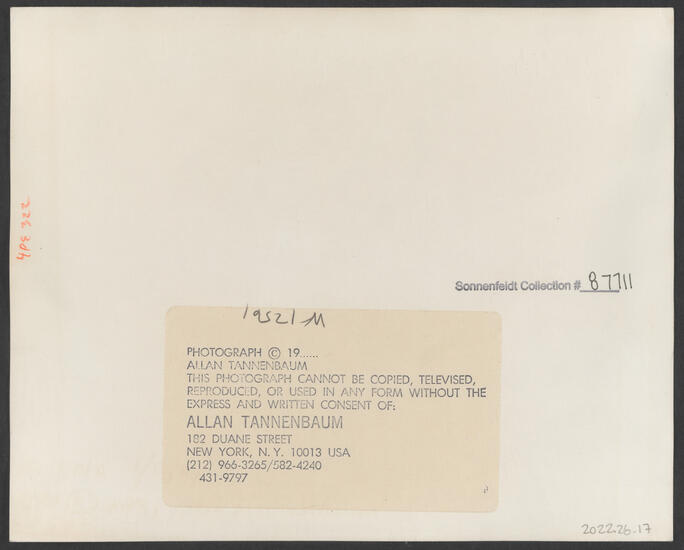 4PE 322
Sonnenfeldt Collection # 87711
PHOTOGRAPH © 19......
ALLAN TANNENBAUM
THIS PHOTOGRAPH CANNOT BE COPIED, TELEVISED,
REPRODUCED, OR USED IN ANY FORM WITHOUT THE
EXPRESS AND WRITTEN CONSENT OF:
ALLAN TANNENBAUM
182 DUANE STREET
NEW YORK, N.Y. 10013 USA
(212) 966-3265/582-4240
431-9797
2022.26.17